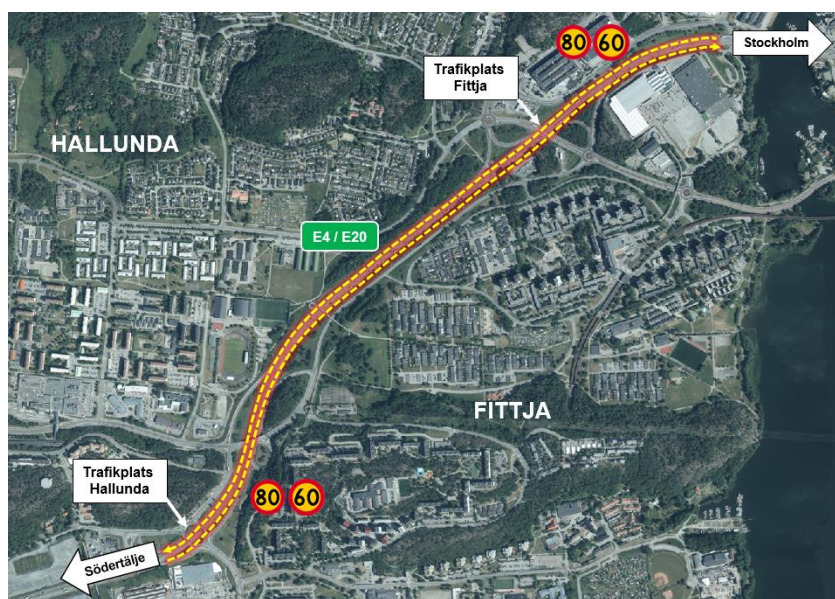 80 60
Stockholm
Trafikplats
Fittja
HALLUNDA
E4 / E20
FITTJA
Trafikplats
Hallunda
80 60
Södertälje